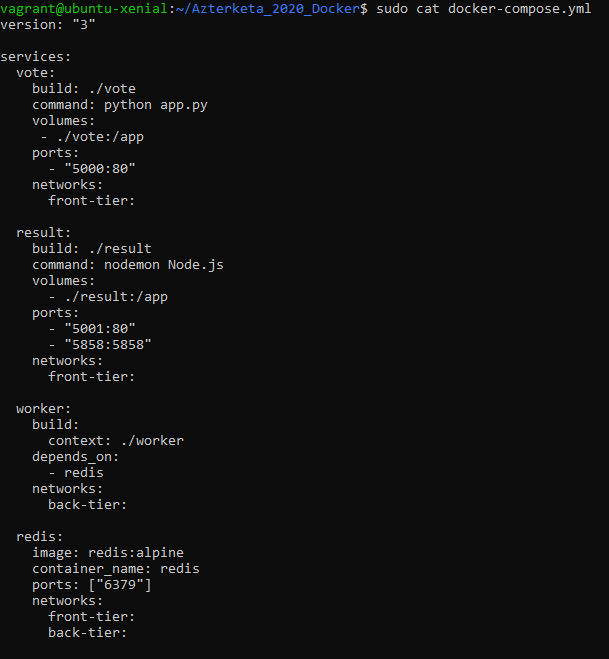 vagrant@ubuntu-xenial:~/Azterketa_2020_Docker$ sudo cat docker-compose.yml
version: "3"

services:
  vote:
    build: ./vote
    command: python app.py
    volumes:
     - ./vote:/app
    ports:
      - "5000:80"
    networks:
      front-tier:

  result:
    build: ./result
    command: nodemon Node.js
    volumes:
      - ./result:/app
    ports:
      - "5001:80"
      - "5858:5858"
    networks:
      front-tier:

  worker:
    build:
      context: ./worker
    depends_on:
      - redis
    networks:
      back-tier:

  redis:
    image: redis:alpine
    container_name: redis
    ports: ["6379"]
    networks:
      front-tier:
      back-tier: